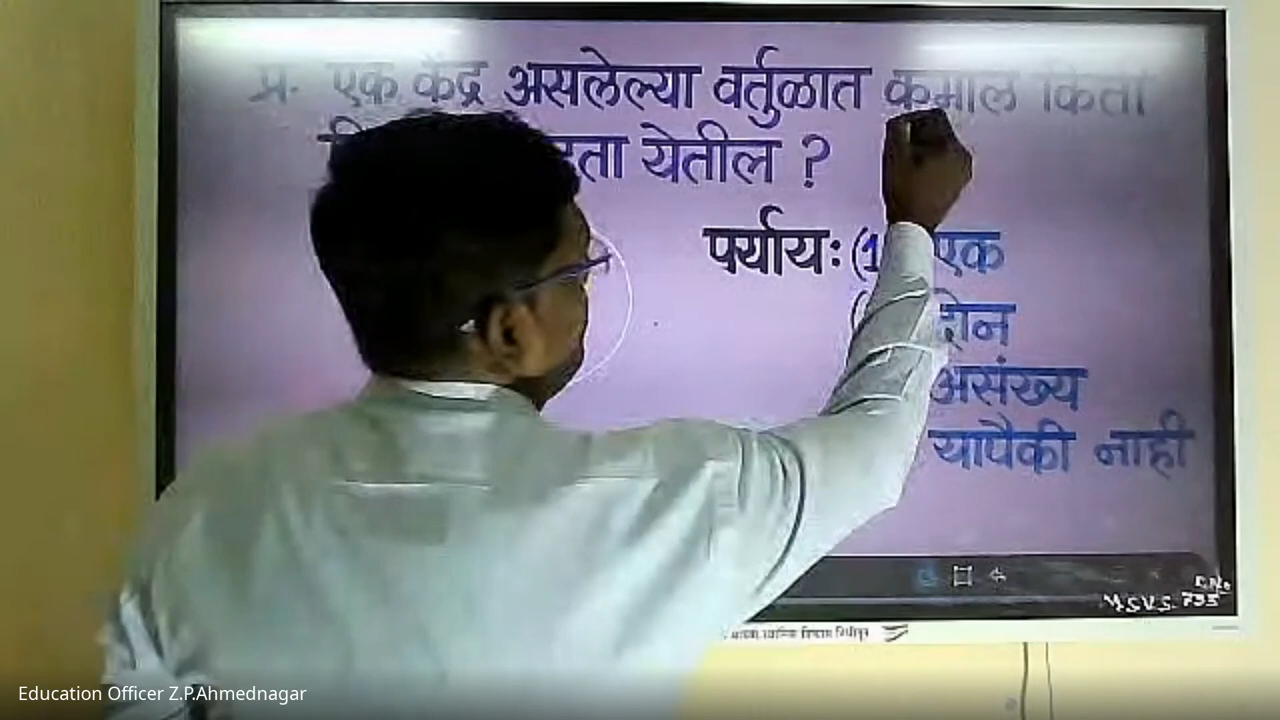 प्र. एक केंद्र असलेल्या वर्तुळात कमाल किती
येतील ?
पर्यायः (1 एक
दोन
असंख्य
यापैकी नाही
M.S.V.S. 735
Education Officer Z.P.Ahmednagar